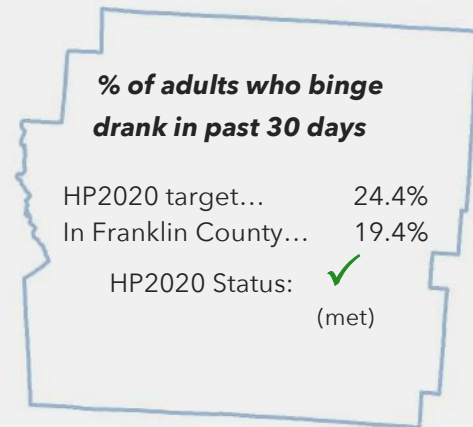 % of adults who binge
drank in past 30 days
HP2020 target… 24.4%
In Franklin County… 19.4%
HP2020 Status: ✓
(met)